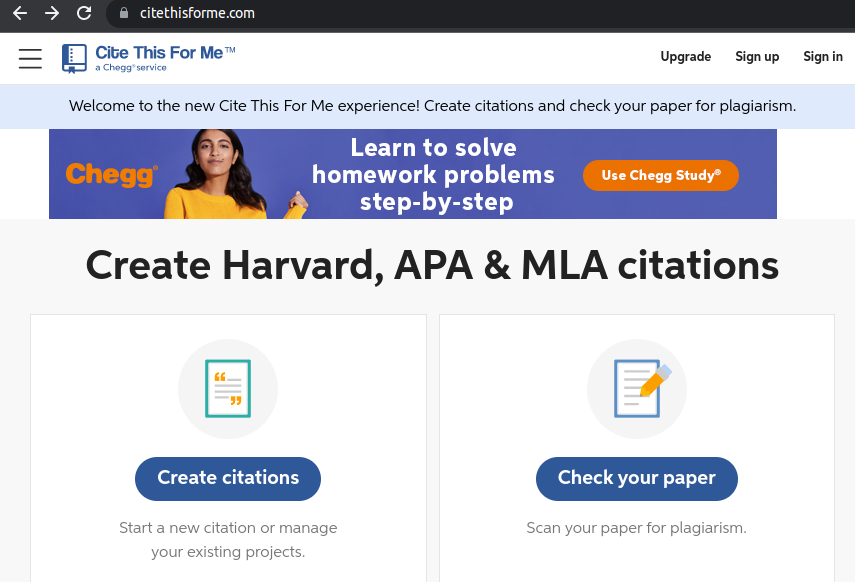 citethisforme.com
Cite This For Me™
a Chegg® service
Upgrade Sign up Sign in
Welcome to the new Cite This For Me experience! Create citations and check your paper for plagiarism.
Chegg®
Learn to solve
homework problems
step-by-step
Use Chegg Study®
Create Harvard, APA & MLA citations
Create citations
Start a new citation or manage
your existing projects.
Check your paper
Scan your paper for plagiarism.